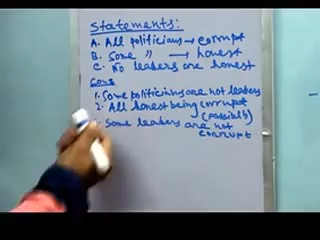 Statements:
A. All politicians → corrupt
B. Some " → honest
C. No leaders are honest
Cons
1. Some politicians are not leaders
2. All honest being corrupt
(possibly)
Some leaders are not
corrupt